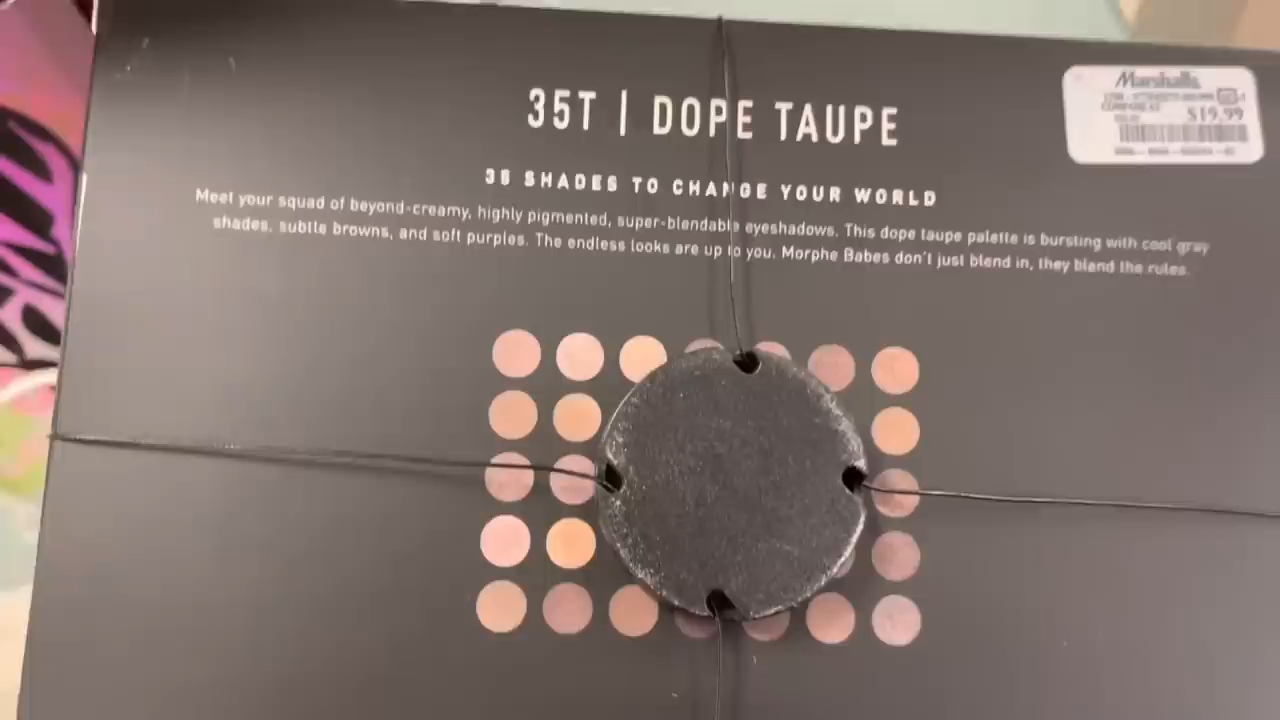 35T | DOPE TAUPE
Marshalls
$19.99
35 SHADES TO CHANGE YOUR WORLD
Meet your squad of beyond-creamy, highly pigmented, super-blendable eyeshadows. This dope taupe palette is bursting with cool gray
shades, subtle browns, and soft purples. The endless looks are up to you. Morphe Babes don't just blend in, they blend the rules.